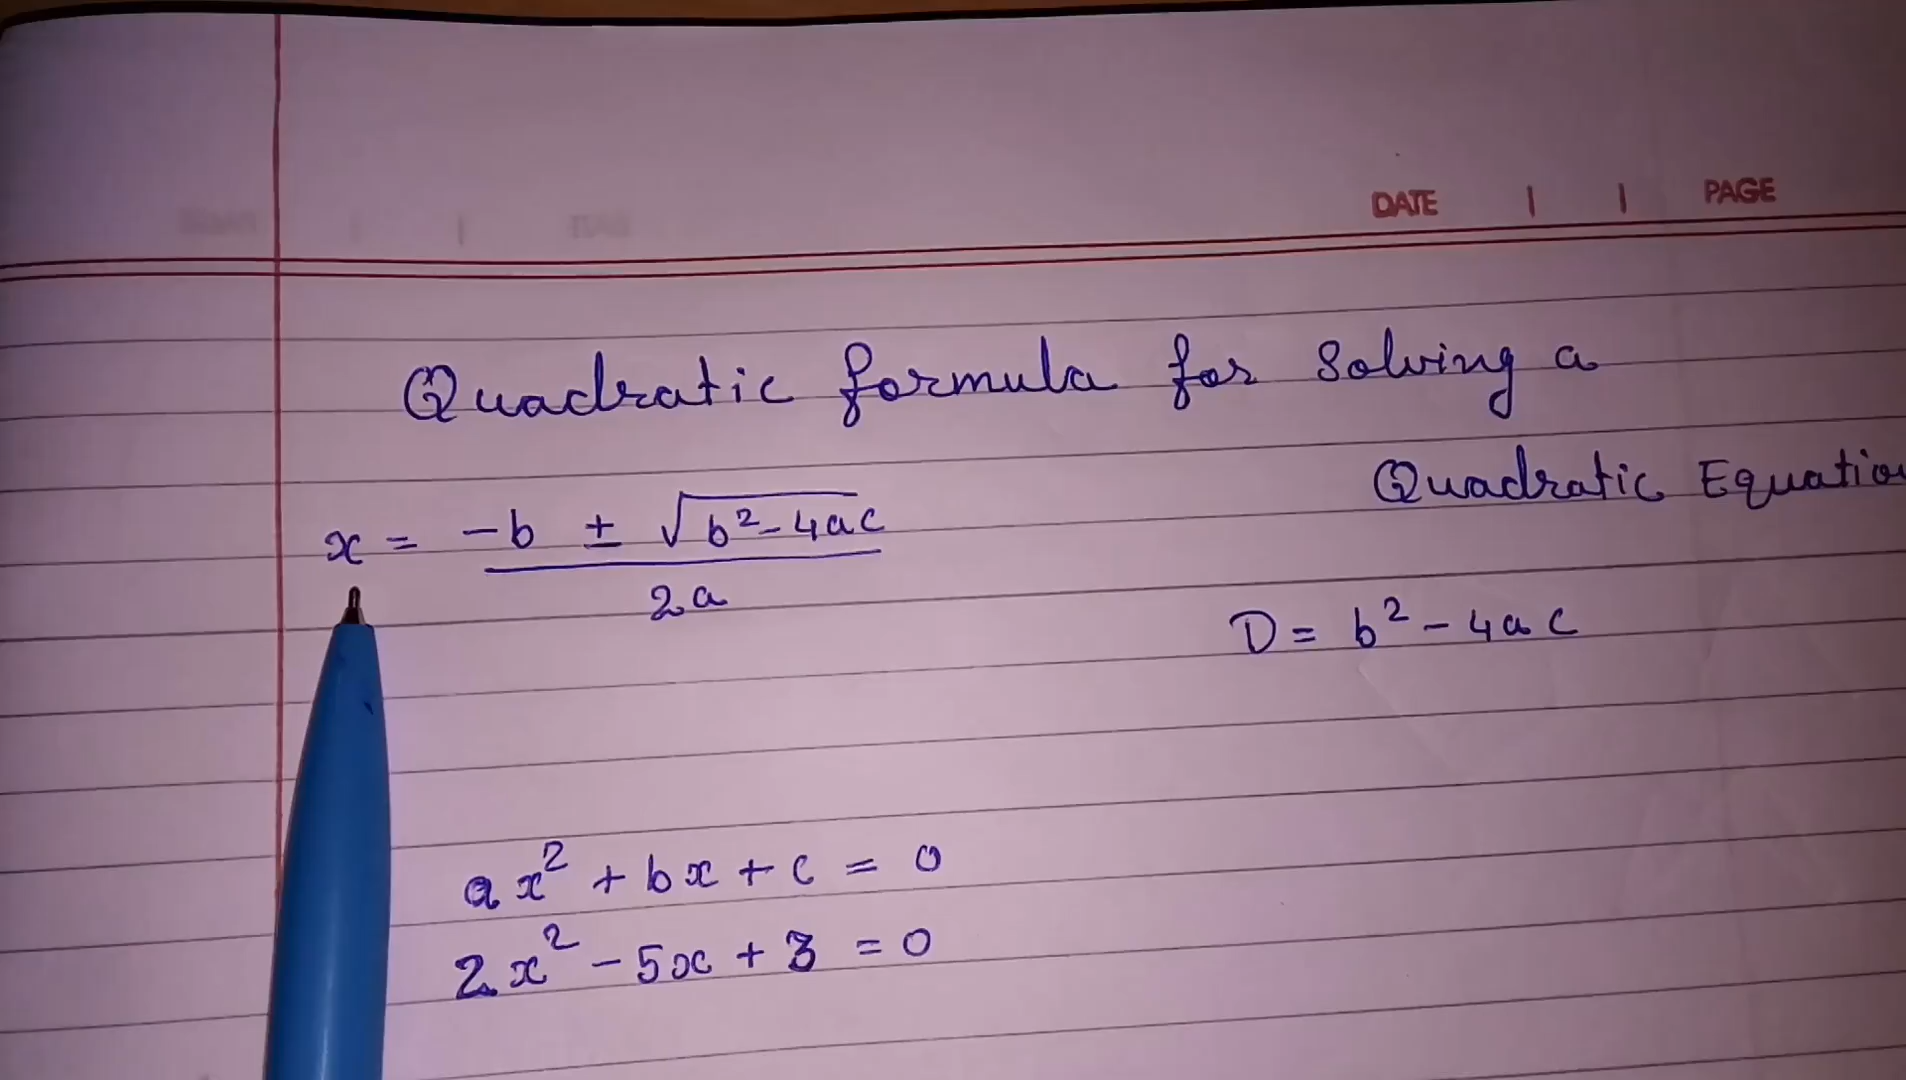 DATE | | PAGE
Quadratic formula for Solving a
Quadratic Equation
x = -b ± √b²-4ac
2a
D = b² - 4ac
ax² + bx + c = 0
2x² - 5x + 3 = 0